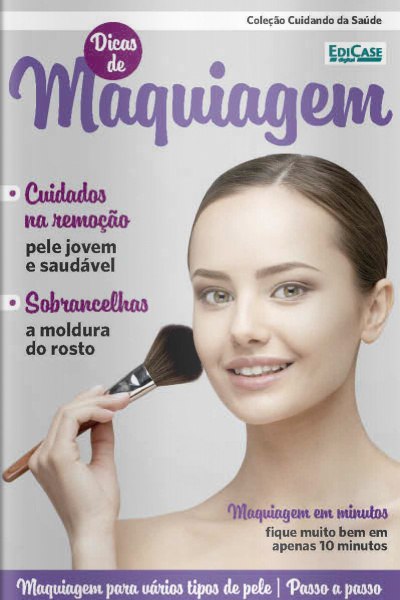 Coleção Cuidando da Saúde
EDICASE
digital
Dicas
de
Maquiagem
Cuidados
na remoção
pele jovem
e saudável
Sobrancelhas
a moldura
do rosto
Maquiagem em minutos
fique muito bem em
apenas 10 minutos
Maquiagem para vários tipos de pele | Passo a passo